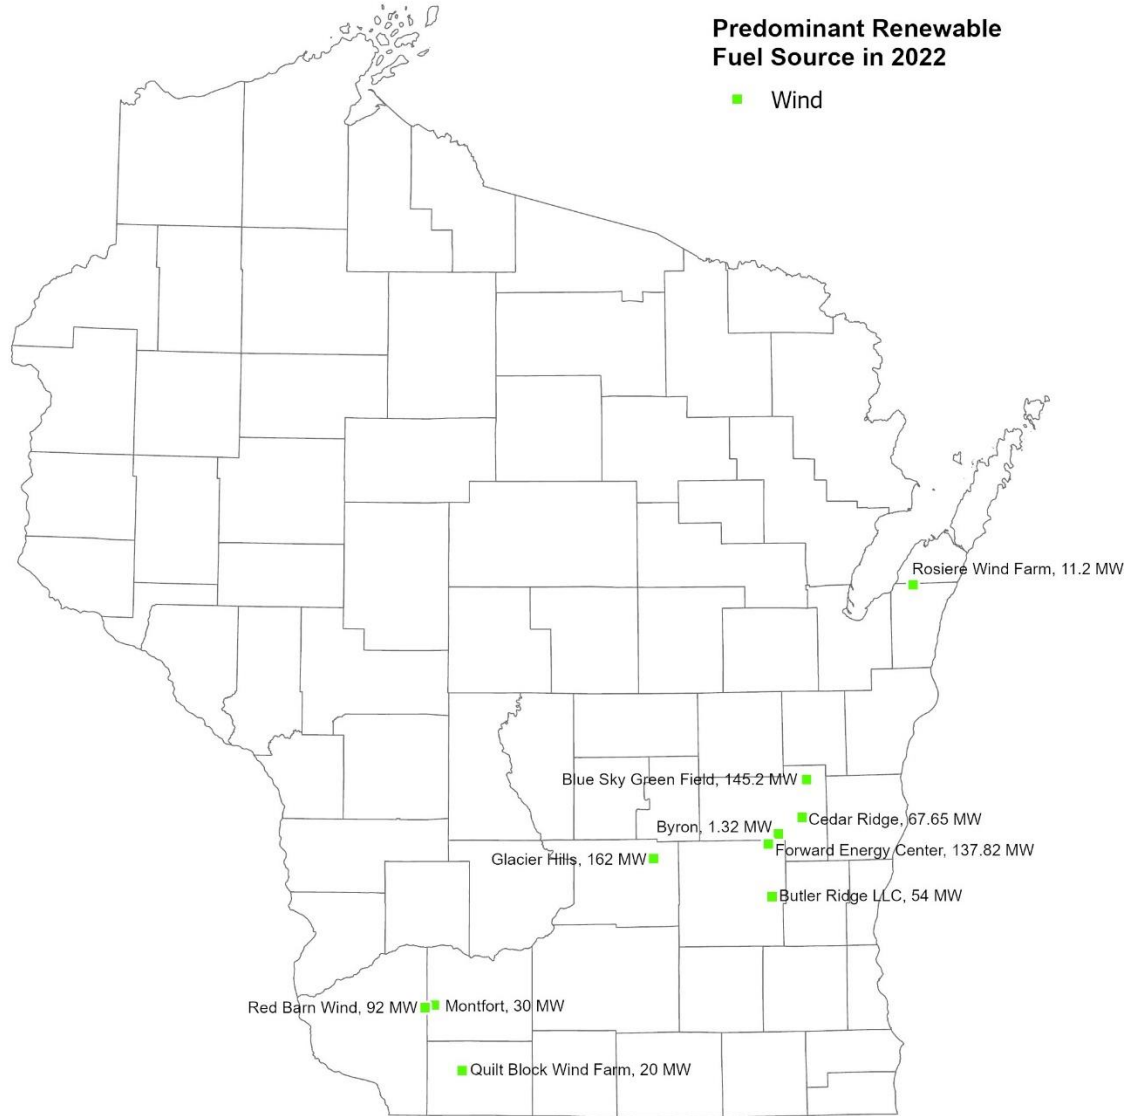 Predominant Renewable
Fuel Source in 2022
Wind
Rosiere Wind Farm, 11.2 MW
Blue Sky Green Field, 145.2 MW
Cedar Ridge, 67.65 MW
Byron, 1.32 MW
Forward Energy Center, 137.82 MW
Glacier Hills, 162 MW
Butler Ridge LLC, 54 MW
Red Barn Wind, 92 MW
Montfort, 30 MW
Quilt Block Wind Farm, 20 MW